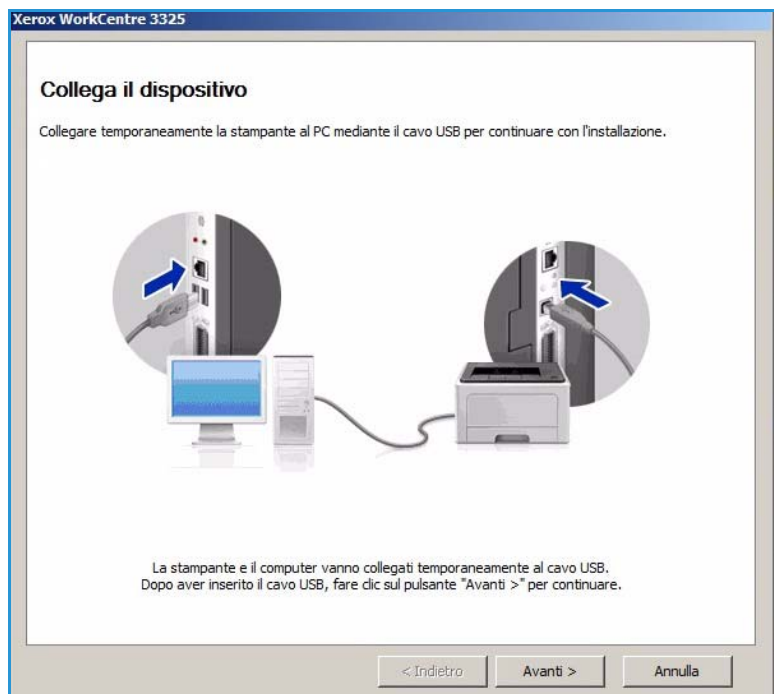 Xerox WorkCentre 3325
Collega il dispositivo
Collegare temporaneamente la stampante al PC mediante il cavo USB per continuare con l'installazione.
La stampante e il computer vanno collegati temporaneamente al cavo USB.
Dopo aver inserito il cavo USB, fare clic sul pulsante "Avanti >" per continuare.
< Indietro Avanti > Annulla